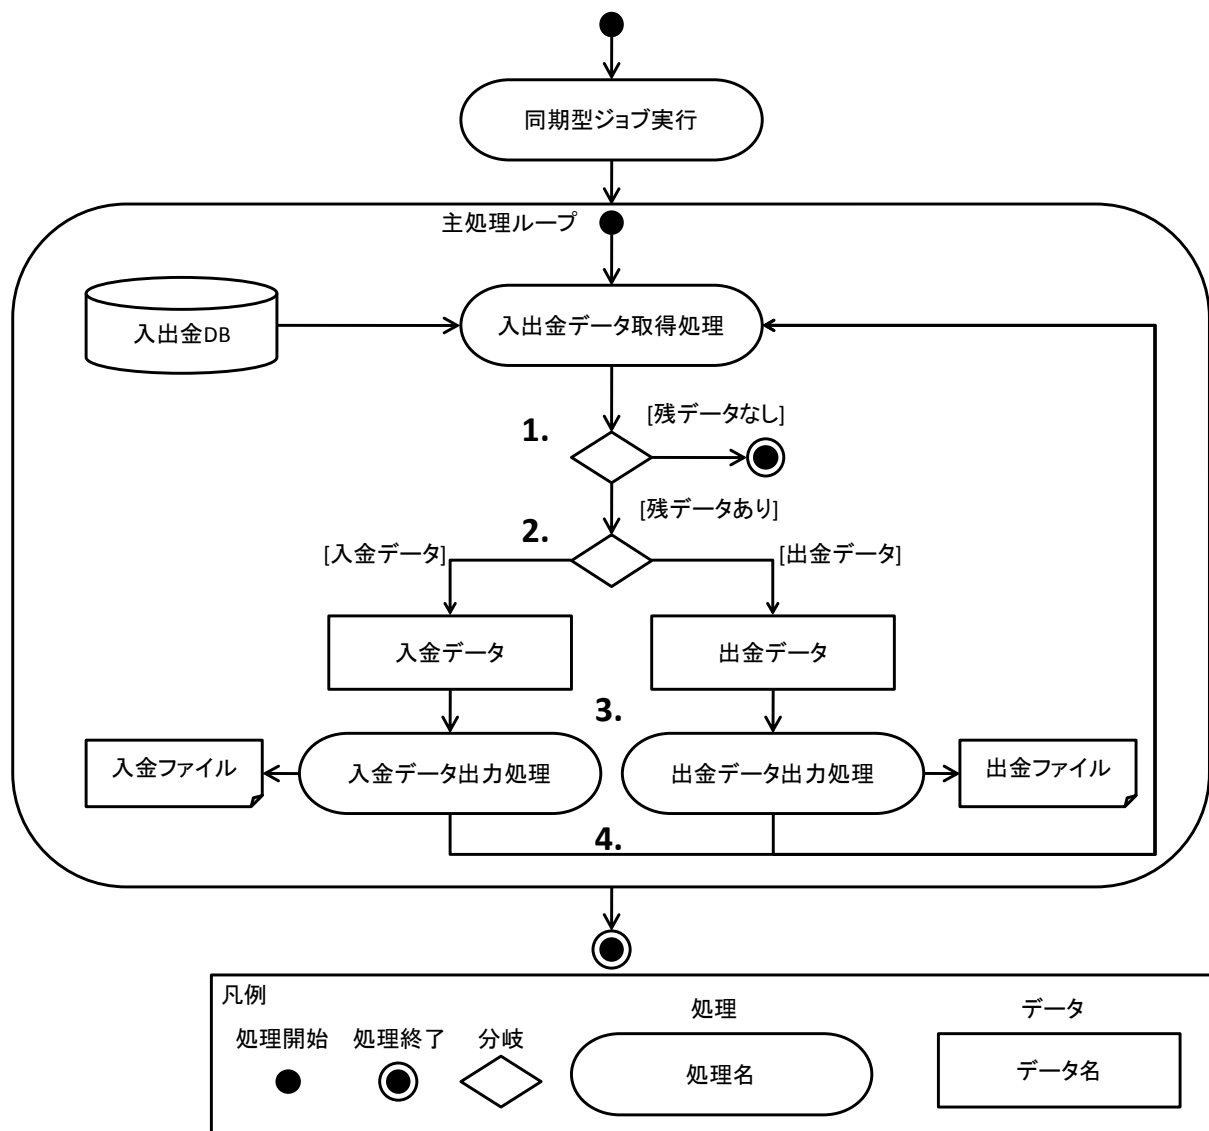 同期型ジョブ実行
主処理ループ
入出金DB
入出金データ取得処理
[残データなし]
1.
[残データあり]
2.
[入金データ]
[出金データ]
入金データ
出金データ
3.
入金ファイル
入金データ出力処理
出金データ出力処理
出金ファイル
4.
凡例
処理
データ
処理開始
処理終了
分岐
処理名
データ名